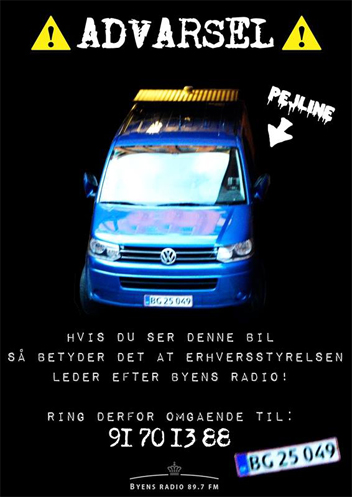 ADVARSEL
PEJLINE
BG 25 049
HVIS DU SER DENNE BIL
SÅ BETYDER DET AT ERHVERSSTYRELSEN
LEDER EFTER BYENS RADIO!
RING DERFOR OMGAENDE TIL:
91 70 13 88
BG 25 049
BYENS RADIO 89.7 FM